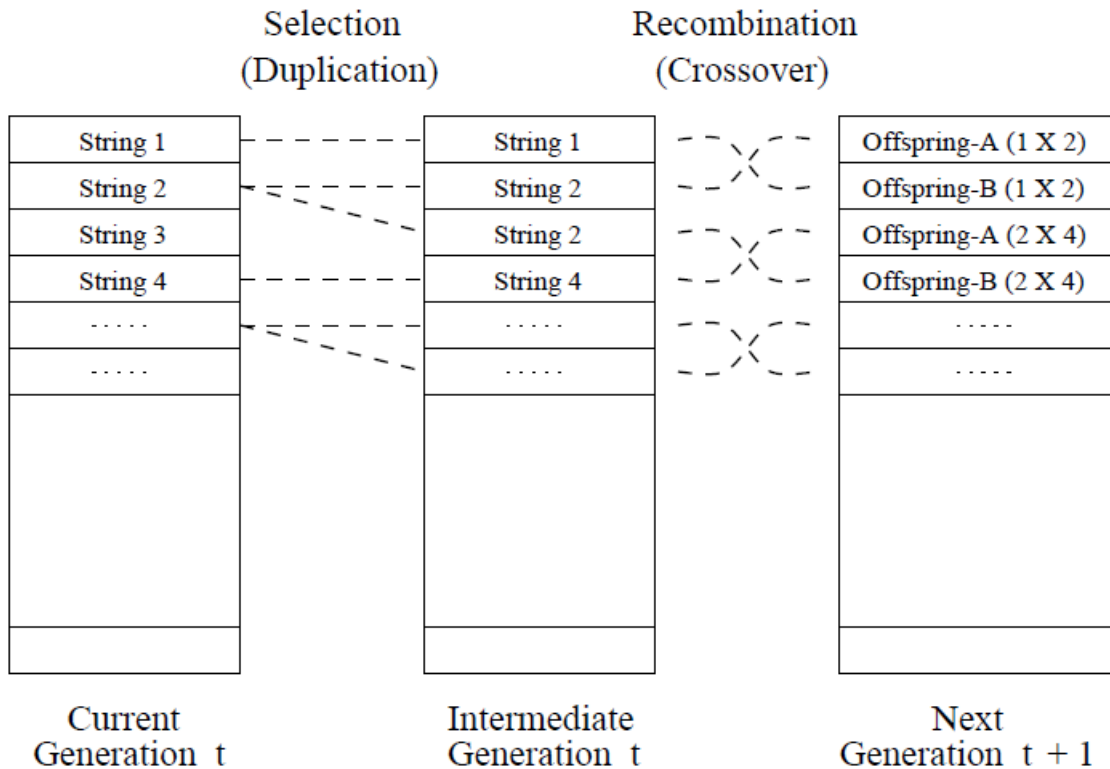 Selection
(Duplication)
Recombination
(Crossover)
String 1
String 2
String 3
String 4
.....
.....
Current
Generation t
String 1
String 2
String 2
String 4
.....
.....
Intermediate
Generation t
Offspring-A (1 X 2)
Offspring-B (1 X 2)
Offspring-A (2 X 4)
Offspring-B (2 X 4)
.....
.....
Next
Generation t + 1